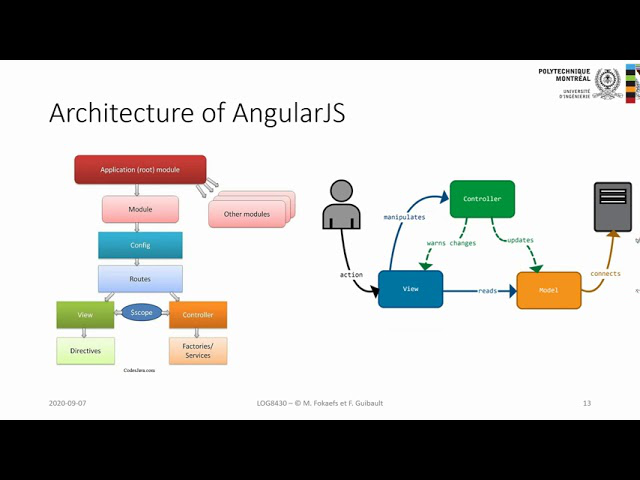 POLYTECHNIQUE
MONTRÉAL
UNIVERSITÉ
D'INGÉNIERIE
Architecture of AngularJS
Application (root) module
Module
Other modules
Config
Routes
View
$scope
Controller
Directives
Factories/
Services
Controller
manipulates
warns changes
updates
action
View
reads
Model
connects
2020-09-07
LOG8430 – © M. Fokaefs et F. Guibault
13